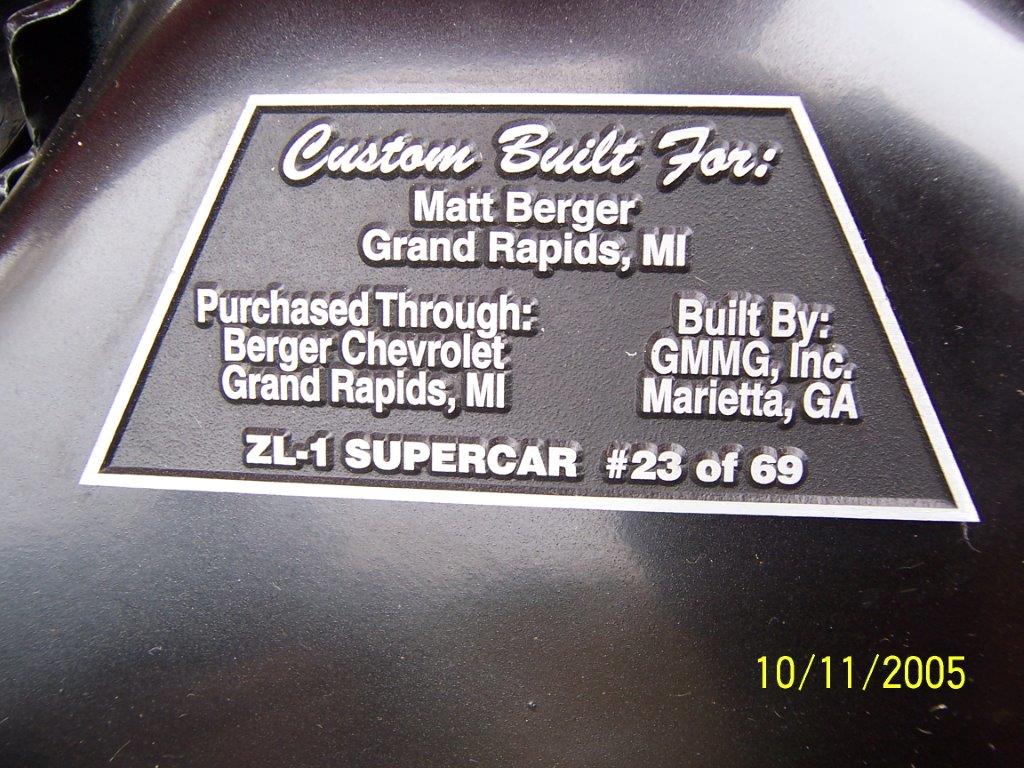 Custom Built For:
Matt Berger
Grand Rapids, MI
Purchased Through:
Berger Chevrolet
Grand Rapids, MI
Built By:
GMMG, Inc.
Marietta, GA
ZL-1 SUPERCAR #23 of 69
10/11/2005